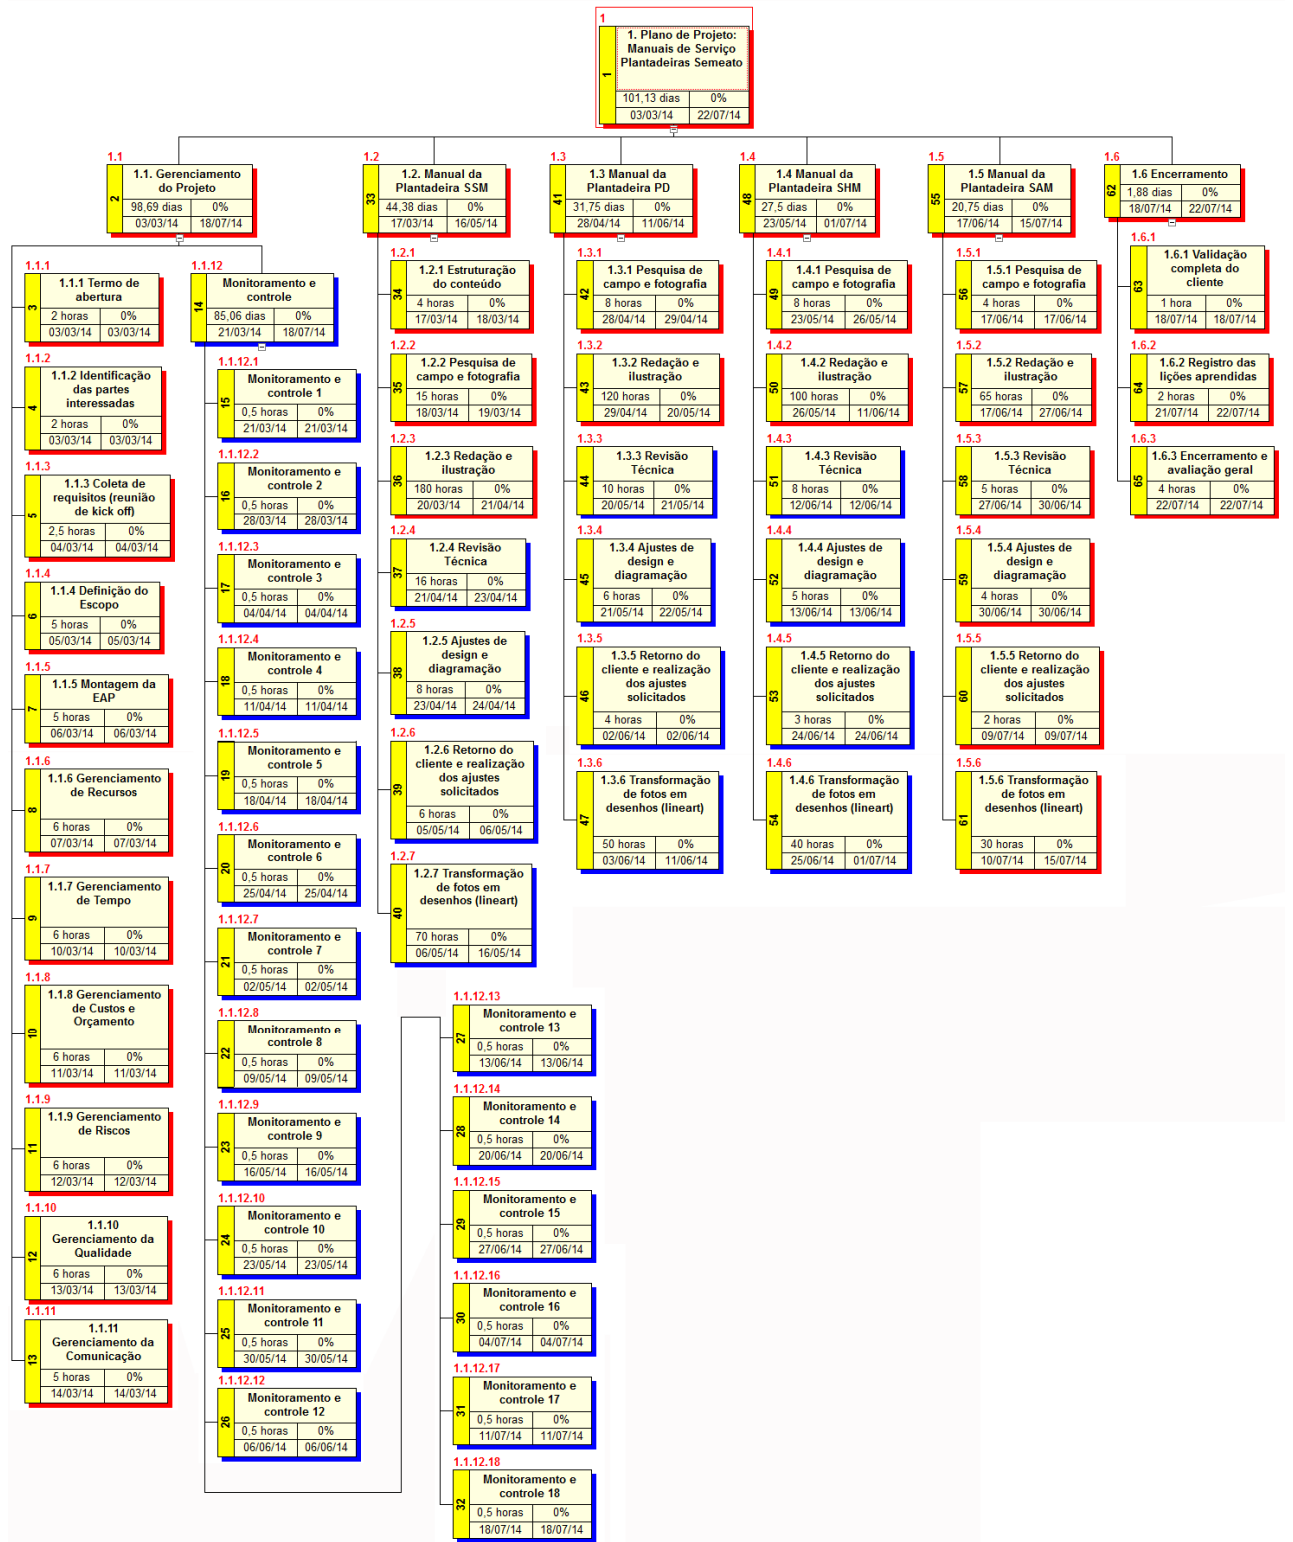 1
1. Plano de Projeto:
Manuais de Serviço
Plantadeiras Semeato
1
101,13 dias 0%
03/03/14 22/07/14
1.1
1.1. Gerenciamento
do Projeto
2
98,69 dias 0%
03/03/14 18/07/14
1.1.1
1.1.1 Termo de
abertura
3
2 horas 0%
03/03/14 03/03/14
1.1.2
1.1.2 Identificação
das partes
interessadas
4
2 horas 0%
03/03/14 03/03/14
1.1.3
1.1.3 Coleta de
requisitos (reunião
de kick off)
5
2,5 horas 0%
04/03/14 04/03/14
1.1.4
1.1.4 Definição do
Escopo
6
5 horas 0%
05/03/14 05/03/14
1.1.5
1.1.5 Montagem da
EAP
7
5 horas 0%
06/03/14 06/03/14
1.1.6
1.1.6 Gerenciamento
de Recursos
8
6 horas 0%
07/03/14 07/03/14
1.1.7
1.1.7 Gerenciamento
de Tempo
9
6 horas 0%
10/03/14 10/03/14
1.1.8
1.1.8 Gerenciamento
de Custos e
Orçamento
10
6 horas 0%
11/03/14 11/03/14
1.1.9
1.1.9 Gerenciamento
de Riscos
11
6 horas 0%
12/03/14 12/03/14
1.1.10
1.1.10
Gerenciamento da
Qualidade
12
6 horas 0%
13/03/14 13/03/14
1.1.11
1.1.11
Gerenciamento da
Comunicação
13
5 horas 0%
14/03/14 14/03/14
1.1.12
Monitoramento e
controle
14
85,06 dias 0%
21/03/14 18/07/14
1.1.12.1
Monitoramento e
controle 1
15
0,5 horas 0%
21/03/14 21/03/14
1.1.12.2
Monitoramento e
controle 2
16
0,5 horas 0%
28/03/14 28/03/14
1.1.12.3
Monitoramento e
controle 3
17
0,5 horas 0%
04/04/14 04/04/14
1.1.12.4
Monitoramento e
controle 4
18
0,5 horas 0%
11/04/14 11/04/14
1.1.12.5
Monitoramento e
controle 5
19
0,5 horas 0%
18/04/14 18/04/14
1.1.12.6
Monitoramento e
controle 6
20
0,5 horas 0%
25/04/14 25/04/14
1.1.12.7
Monitoramento e
controle 7
21
0,5 horas 0%
02/05/14 02/05/14
1.1.12.8
Monitoramento e
controle 8
22
0,5 horas 0%
09/05/14 09/05/14
1.1.12.9
Monitoramento e
controle 9
23
0,5 horas 0%
16/05/14 16/05/14
1.1.12.10
Monitoramento e
controle 10
24
0,5 horas 0%
23/05/14 23/05/14
1.1.12.11
Monitoramento e
controle 11
25
0,5 horas 0%
30/05/14 30/05/14
1.1.12.12
Monitoramento e
controle 12
26
0,5 horas 0%
06/06/14 06/06/14
1.1.12.13
Monitoramento e
controle 13
27
0,5 horas 0%
13/06/14 13/06/14
1.1.12.14
Monitoramento e
controle 14
28
0,5 horas 0%
20/06/14 20/06/14
1.1.12.15
Monitoramento e
controle 15
29
0,5 horas 0%
27/06/14 27/06/14
1.1.12.16
Monitoramento e
controle 16
30
0,5 horas 0%
04/07/14 04/07/14
1.1.12.17
Monitoramento e
controle 17
31
0,5 horas 0%
11/07/14 11/07/14
1.1.12.18
Monitoramento e
controle 18
32
0,5 horas 0%
18/07/14 18/07/14
1.2
1.2. Manual da
Plantadeira SSM
33
44,38 dias 0%
17/03/14 16/05/14
1.2.1
1.2.1 Estruturação
do conteúdo
34
4 horas 0%
17/03/14 18/03/14
1.2.2
1.2.2 Pesquisa de
campo e fotografia
35
15 horas 0%
18/03/14 19/03/14
1.2.3
1.2.3 Redação e
ilustração
36
180 horas 0%
20/03/14 21/04/14
1.2.4
1.2.4 Revisão
Técnica
37
16 horas 0%
21/04/14 23/04/14
1.2.5
1.2.5 Ajustes de
design e
diagramação
38
8 horas 0%
23/04/14 24/04/14
1.2.6
1.2.6 Retorno do
cliente e realização
dos ajustes
solicitados
39
6 horas 0%
05/05/14 06/05/14
1.2.7
1.2.7 Transformação
de fotos em
desenhos (lineart)
40
70 horas 0%
06/05/14 16/05/14
1.3
1.3 Manual da
Plantadeira PD
41
31,75 dias 0%
28/04/14 11/06/14
1.3.1
1.3.1 Pesquisa de
campo e fotografia
42
8 horas 0%
28/04/14 29/04/14
1.3.2
1.3.2 Redação e
ilustração
43
120 horas 0%
29/04/14 20/05/14
1.3.3
1.3.3 Revisão
Técnica
44
10 horas 0%
20/05/14 21/05/14
1.3.4
1.3.4 Ajustes de
design e
diagramação
45
6 horas 0%
21/05/14 22/05/14
1.3.5
1.3.5 Retorno do
cliente e realização
dos ajustes
solicitados
46
4 horas 0%
02/06/14 02/06/14
1.3.6
1.3.6 Transformação
de fotos em
desenhos (lineart)
47
50 horas 0%
03/06/14 11/06/14
1.4
1.4 Manual da
Plantadeira SHM
48
27,5 dias 0%
23/05/14 01/07/14
1.4.1
1.4.1 Pesquisa de
campo e fotografia
49
8 horas 0%
23/05/14 26/05/14
1.4.2
1.4.2 Redação e
ilustração
50
100 horas 0%
26/05/14 11/06/14
1.4.3
1.4.3 Revisão
Técnica
51
8 horas 0%
12/06/14 12/06/14
1.4.4
1.4.4 Ajustes de
design e
diagramação
52
5 horas 0%
13/06/14 13/06/14
1.4.5
1.4.5 Retorno do
cliente e realização
dos ajustes
solicitados
53
3 horas 0%
24/06/14 24/06/14
1.4.6
1.4.6 Transformação
de fotos em
desenhos (lineart)
54
40 horas 0%
25/06/14 01/07/14
1.5
1.5 Manual da
Plantadeira SAM
55
20,75 dias 0%
17/06/14 15/07/14
1.5.1
1.5.1 Pesquisa de
campo e fotografia
56
4 horas 0%
17/06/14 17/06/14
1.5.2
1.5.2 Redação e
ilustração
57
65 horas 0%
17/06/14 27/06/14
1.5.3
1.5.3 Revisão
Técnica
58
5 horas 0%
27/06/14 30/06/14
1.5.4
1.5.4 Ajustes de
design e
diagramação
59
4 horas 0%
30/06/14 30/06/14
1.5.5
1.5.5 Retorno do
cliente e realização
dos ajustes
solicitados
60
2 horas 0%
09/07/14 09/07/14
1.5.6
1.5.6 Transformação
de fotos em
desenhos (lineart)
61
30 horas 0%
10/07/14 15/07/14
1.6
1.6 Encerramento
62
1,88 dias 0%
18/07/14 22/07/14
1.6.1
1.6.1 Validação
completa do
cliente
63
1 hora 0%
18/07/14 18/07/14
1.6.2
1.6.2 Registro das
lições aprendidas
64
2 horas 0%
21/07/14 22/07/14
1.6.3
1.6.3 Encerramento e
avaliação geral
65
4 horas 0%
22/07/14 22/07/14